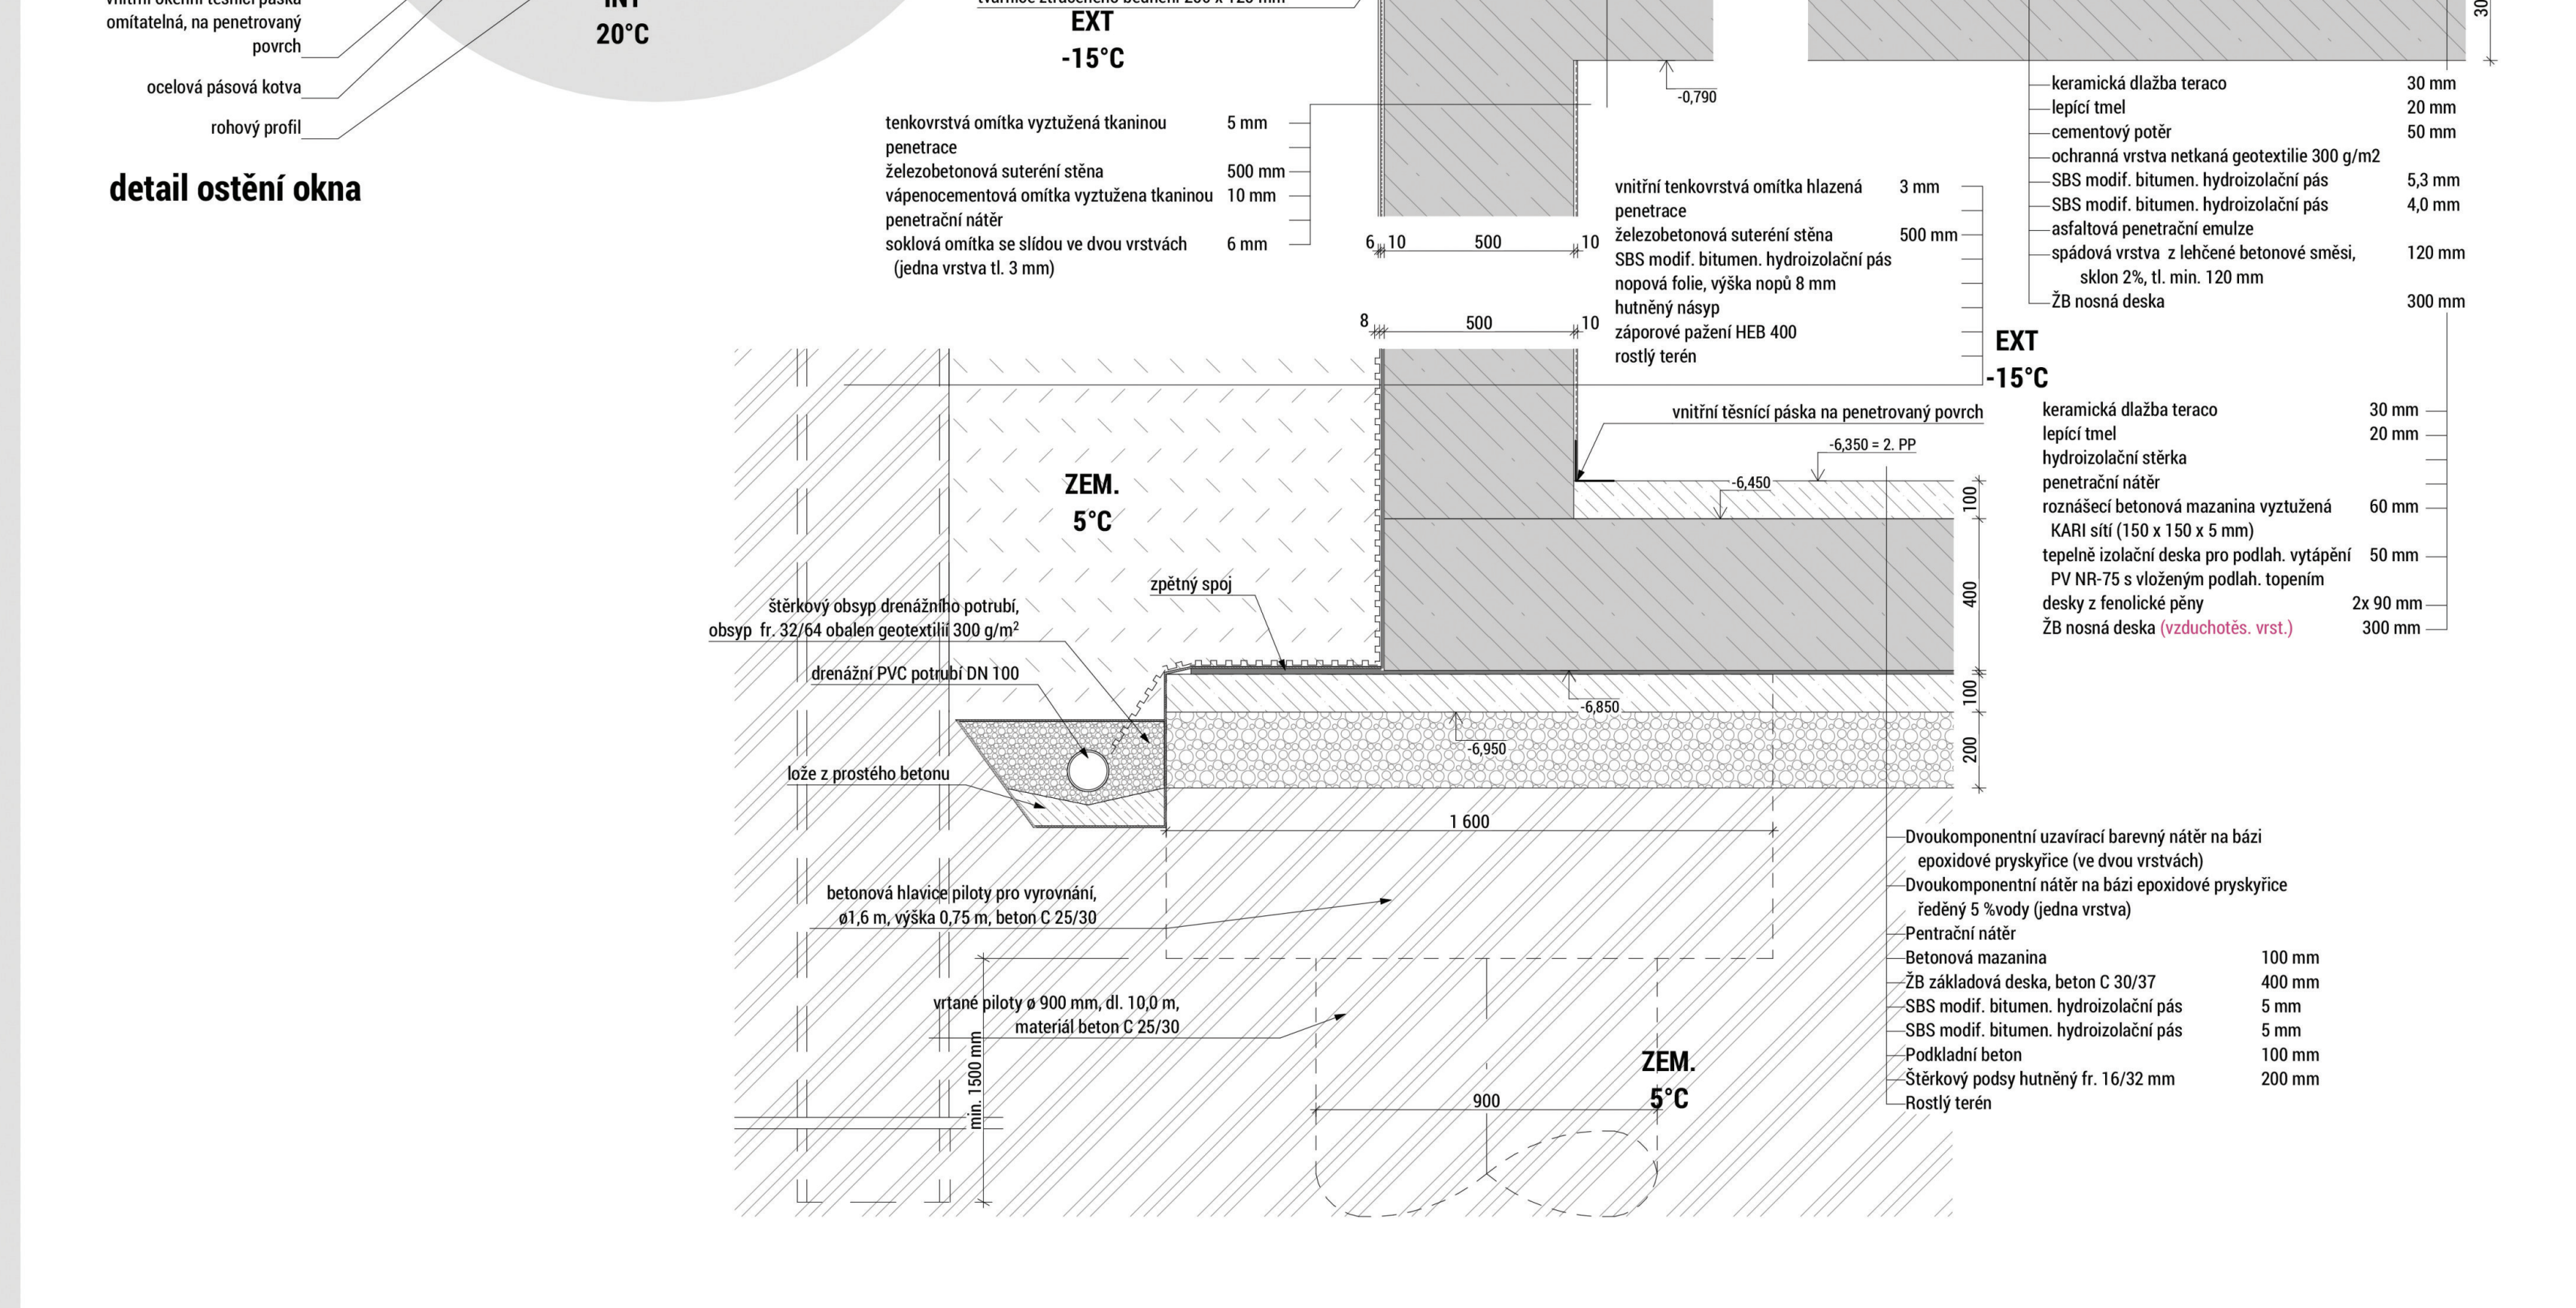 omítatelná, na penetrovaný
povrch
ocelová pásová kotva
rohový profil
detail ostění okna
INT
20°C
EXT
-15°C
-0,790
30
tenkovrstvá omítka vyztužená tkaninou 5 mm
penetrace
železobetonová suteréní stěna 500 mm
vápenocementová omítka vyztužena tkaninou 10 mm
penetrační nátěr
soklová omítka se slídou ve dvou vrstvách 6 mm
(jedna vrstva tl. 3 mm)
6 10 500 10
8 500 10
vnitřní tenkovrstvá omítka hlazená 3 mm
penetrace
železobetonová suteréní stěna 500 mm
SBS modif. bitumen. hydroizolační pás
nopová folie, výška nopů 8 mm
hutněný násyp
záporové pažení HEB 400
rostlý terén
keramická dlažba teraco 30 mm
lepící tmel 20 mm
cementový potěr 50 mm
ochranná vrstva netkaná geotextilie 300 g/m2
SBS modif. bitumen. hydroizolační pás 5,3 mm
SBS modif. bitumen. hydroizolační pás 4,0 mm
asfaltová penetrační emulze
spádová vrstva z lehčené betonové směsi, 120 mm
sklon 2%, tl. min. 120 mm
ŽB nosná deska 300 mm
EXT
-15°C
keramická dlažba teraco 30 mm
lepící tmel 20 mm
hydroizolační stěrka
penetrační nátěr
roznášecí betonová mazanina vyztužená 60 mm
KARI sítí (150 x 150 x 5 mm)
tepelně izolační deska pro podlah. vytápění 50 mm
PV NR-75 s vloženým podlah. topením
desky z fenolické pěny 2x 90 mm
ŽB nosná deska (vzduchotěs. vrst.) 300 mm
vnitřní těsnící páska na penetrovaný povrch
-6,350 = 2. PP
-6,450
100
400
100
200
ZEM.
5°C
zpětný spoj
štěrkový obsyp drenážního potrubí,
obsyp fr. 32/64 obalen geotextilií 300 g/m²
drenážní PVC potrubí DN 100
-6,850
-6,950
lože z prostého betonu
1 600
betonová hlavice piloty pro vyrovnání,
ø1,6 m, výška 0,75 m, beton C 25/30
vrtané piloty ø 900 mm, dl. 10,0 m,
materiál beton C 25/30
min. 1500 mm
ZEM.
5°C
900
Dvoukomponentní uzavírací barevný nátěr na bázi
epoxidové pryskyřice (ve dvou vrstvách)
Dvoukomponentní nátěr na bázi epoxidové pryskyřice
ředěný 5 %vody (jedna vrstva)
Pentrační nátěr
Betonová mazanina 100 mm
ŽB základová deska, beton C 30/37 400 mm
SBS modif. bitumen. hydroizolační pás 5 mm
SBS modif. bitumen. hydroizolační pás 5 mm
Podkladní beton 100 mm
Štěrkový podsy hutněný fr. 16/32 mm 200 mm
Rostlý terén